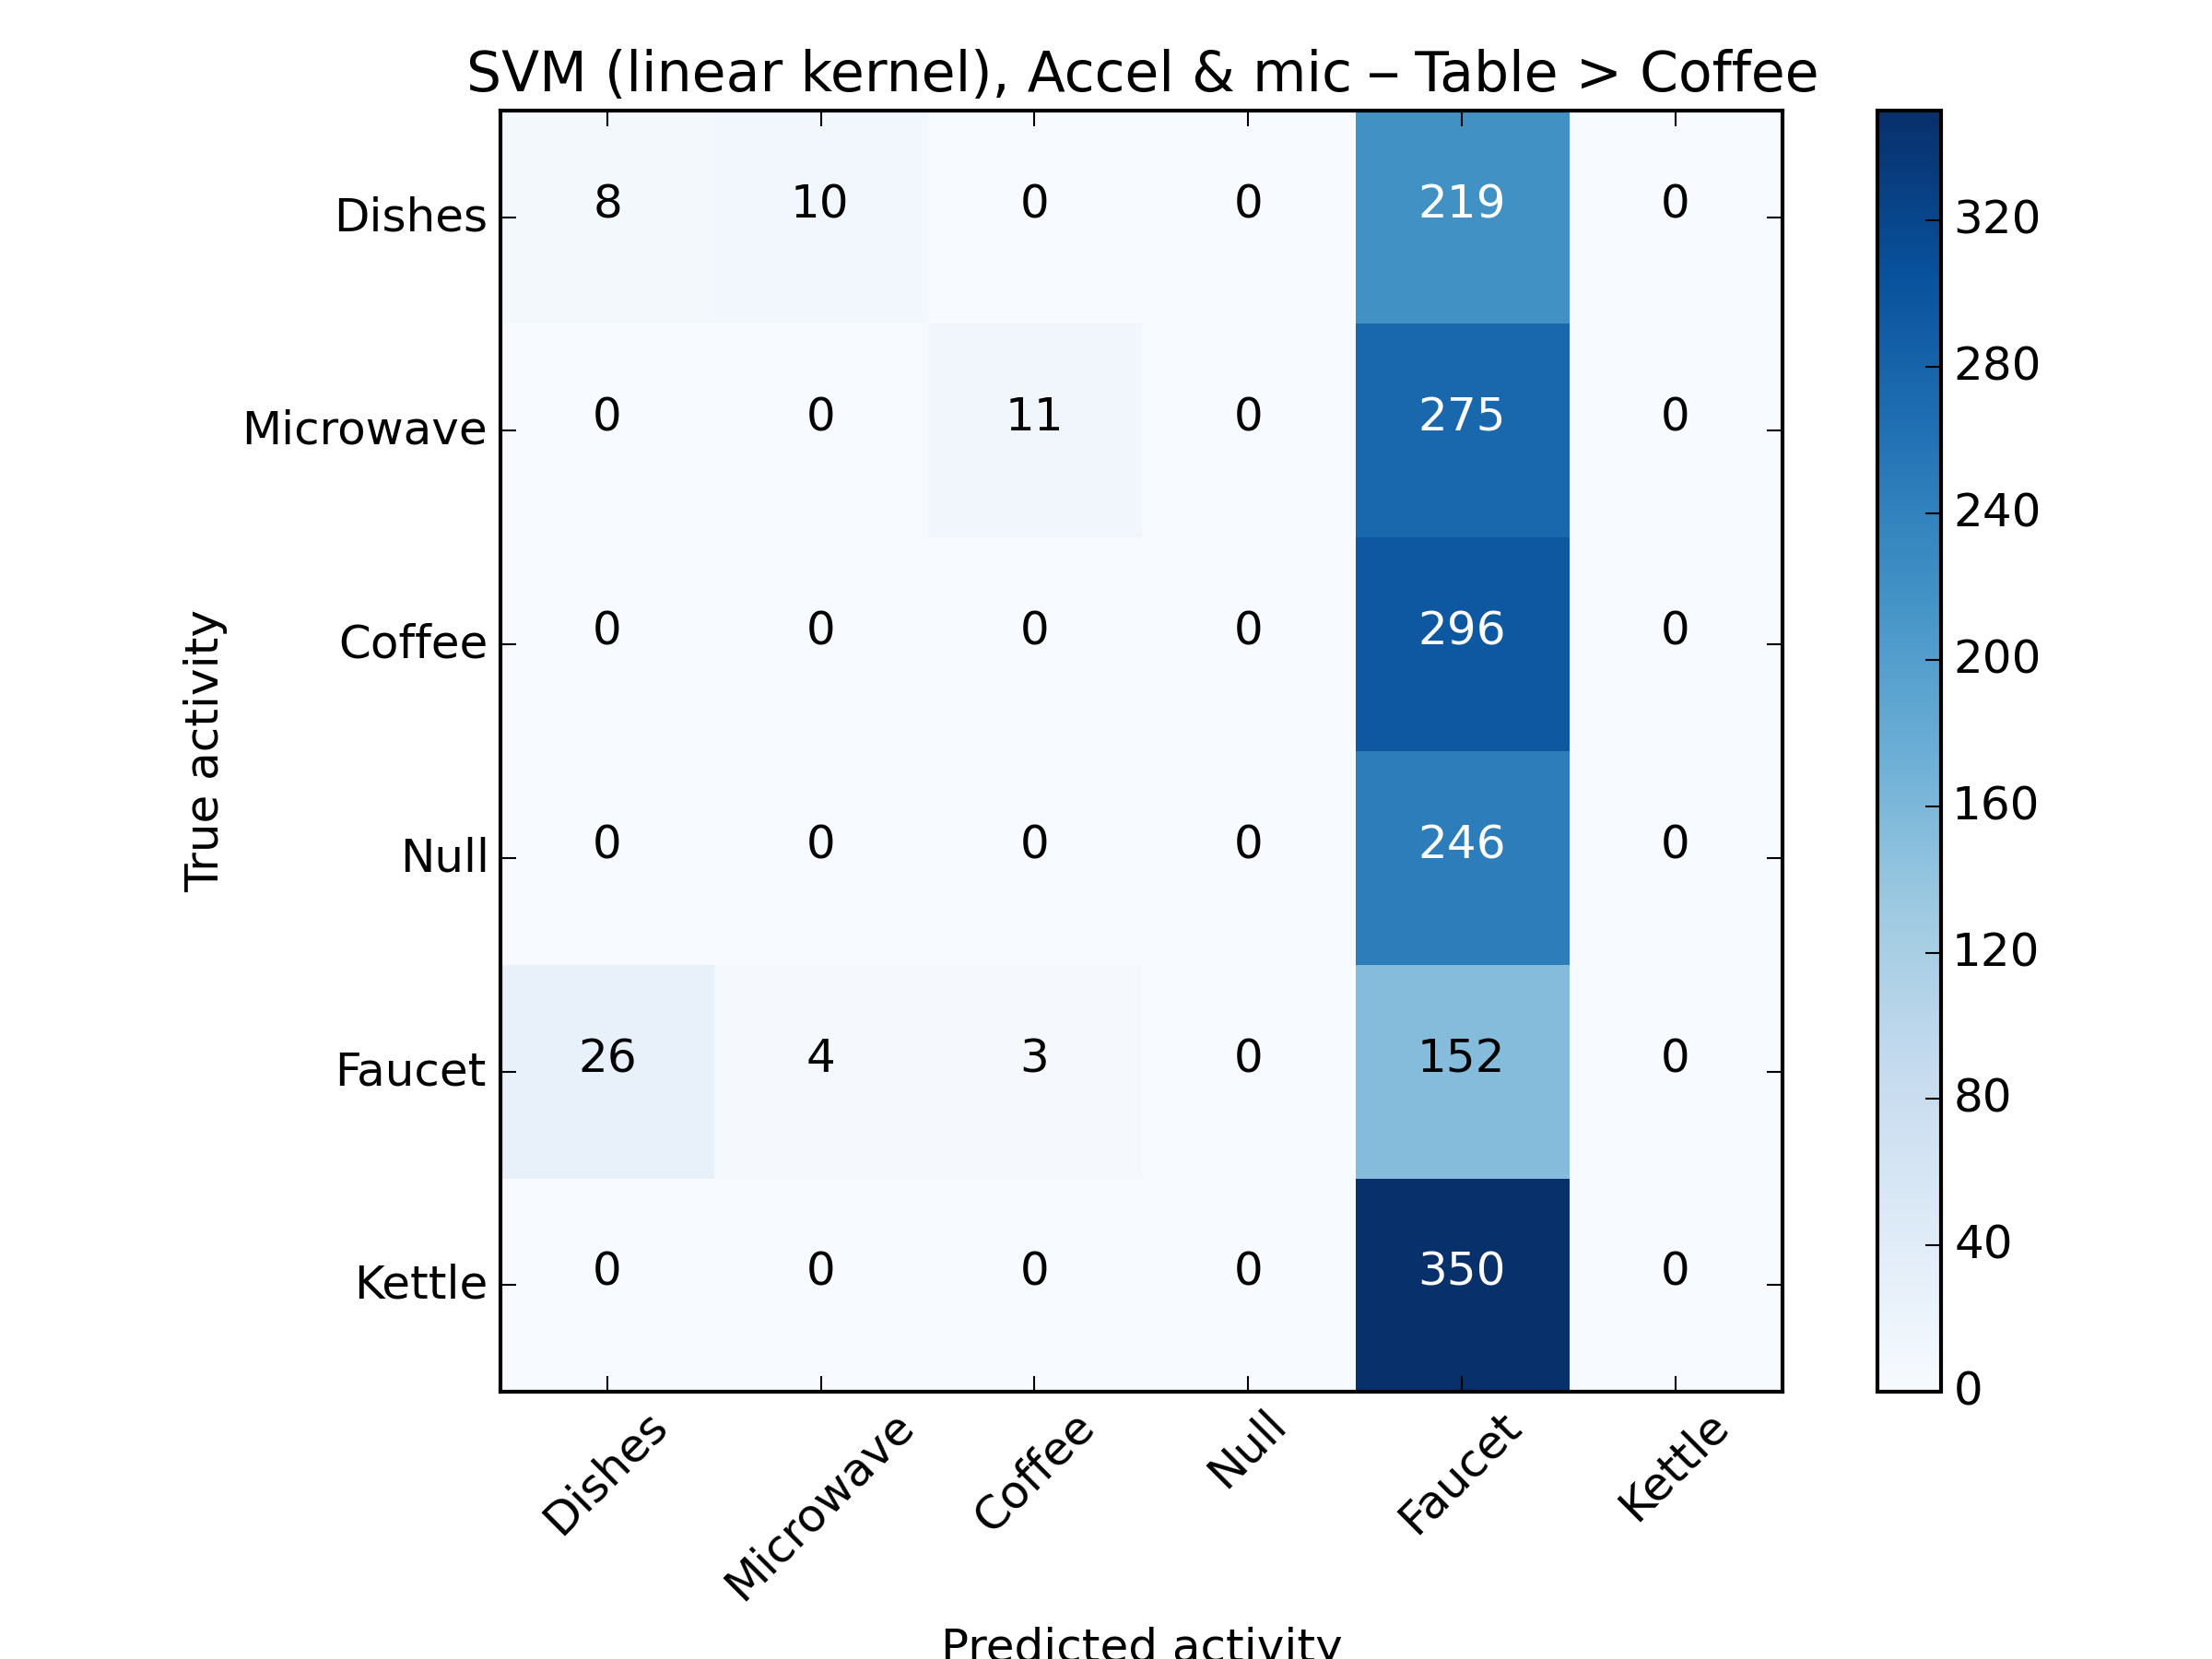 SVM (linear kernel), Accel & mic – Table > Coffee
Dishes 8 10 0 0 219 0
Microwave 0 0 11 0 275 0
Coffee 0 0 0 0 296 0
Null 0 0 0 0 246 0
Faucet 26 4 3 0 152 0
Kettle 0 0 0 0 350 0
True activity
Dishes Microwave Coffee Null Faucet Kettle
Predicted activity
320
280
240
200
160
120
80
40
0